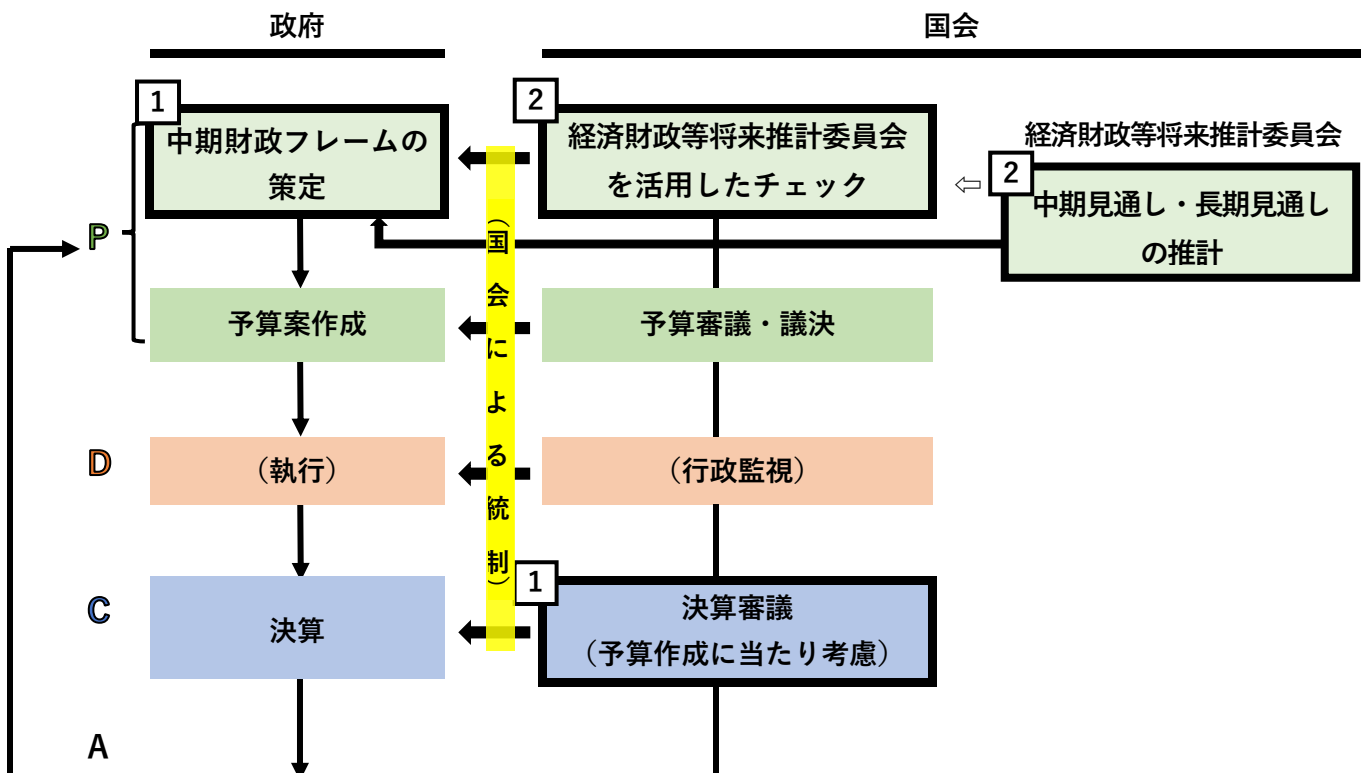 政府
国会
1
中期財政フレームの
策定
2
経済財政等将来推計委員会
を活用したチェック
経済財政等将来推計委員会
2
中期見通し・長期見通し
の推計
P
（国会による統制）
予算案作成
予算審議・議決
D
（執行）
（行政監視）
C
決算
1
決算審議
（予算作成に当たり考慮）
A